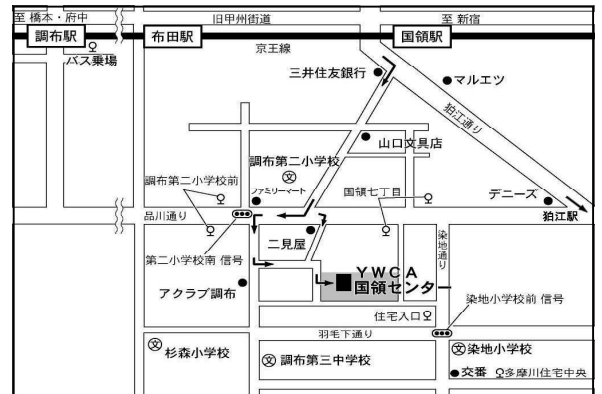 至 橋本・府中
旧甲州街道
至 新宿
調布駅
布田駅
国領駅
京王線
バス乗場
三井住友銀行
マルエツ
狛江通り
山口文具店
調布第二小学校
文
ファミリーマート
調布第二小学校前
国領七丁目
デニーズ
品川通り
狛江駅
二見屋
染地通り
第二小学校南 信号
YWCA
国領センター
アクラブ調布
染地小学校前 信号
住宅入口
羽毛下通り
文
杉森小学校
文
調布第三中学校
文
染地小学校
交番
多摩川住宅中央